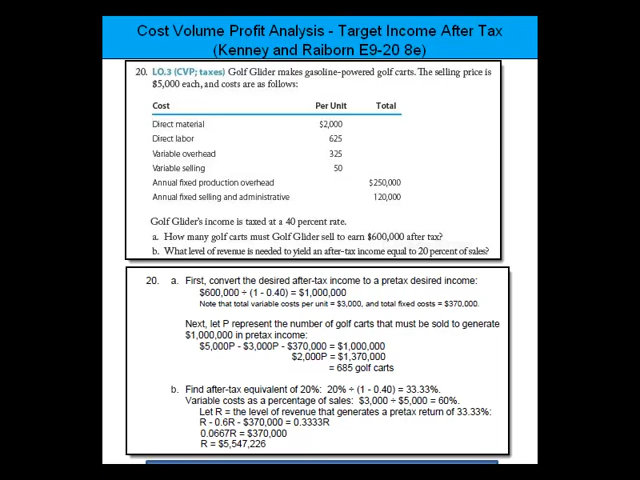 Cost Volume Profit Analysis - Target Income After Tax
(Kenney and Raiborn E9-20 8e)
20. LO.3 (CVP; taxes) Golf Glider makes gasoline-powered golf carts. The selling price is
$5,000 each, and costs are as follows:
Cost Per Unit Total
Direct material $2,000
Direct labor 625
Variable overhead 325
Variable selling 50
Annual fixed production overhead $250,000
Annual fixed selling and administrative 120,000
Golf Glider's income is taxed at a 40 percent rate.
a. How many golf carts must Golf Glider sell to earn $600,000 after tax?
b. What level of revenue is needed to yield an after-tax income equal to 20 percent of sales?
20. a. First, convert the desired after-tax income to a pretax desired income:
$600,000 ÷ (1 - 0.40) = $1,000,000
Note that total variable costs per unit = $3,000, and total fixed costs = $370,000.
Next, let P represent the number of golf carts that must be sold to generate
$1,000,000 in pretax income:
$5,000P - $3,000P - $370,000 = $1,000,000
$2,000P = $1,370,000
= 685 golf carts
b. Find after-tax equivalent of 20%: 20% ÷ (1 - 0.40) = 33.33%.
Variable costs as a percentage of sales: $3,000 ÷ $5,000 = 60%.
Let R = the level of revenue that generates a pretax return of 33.33%:
R - 0.6R - $370,000 = 0.3333R
0.0667R = $370,000
R = $5,547,226